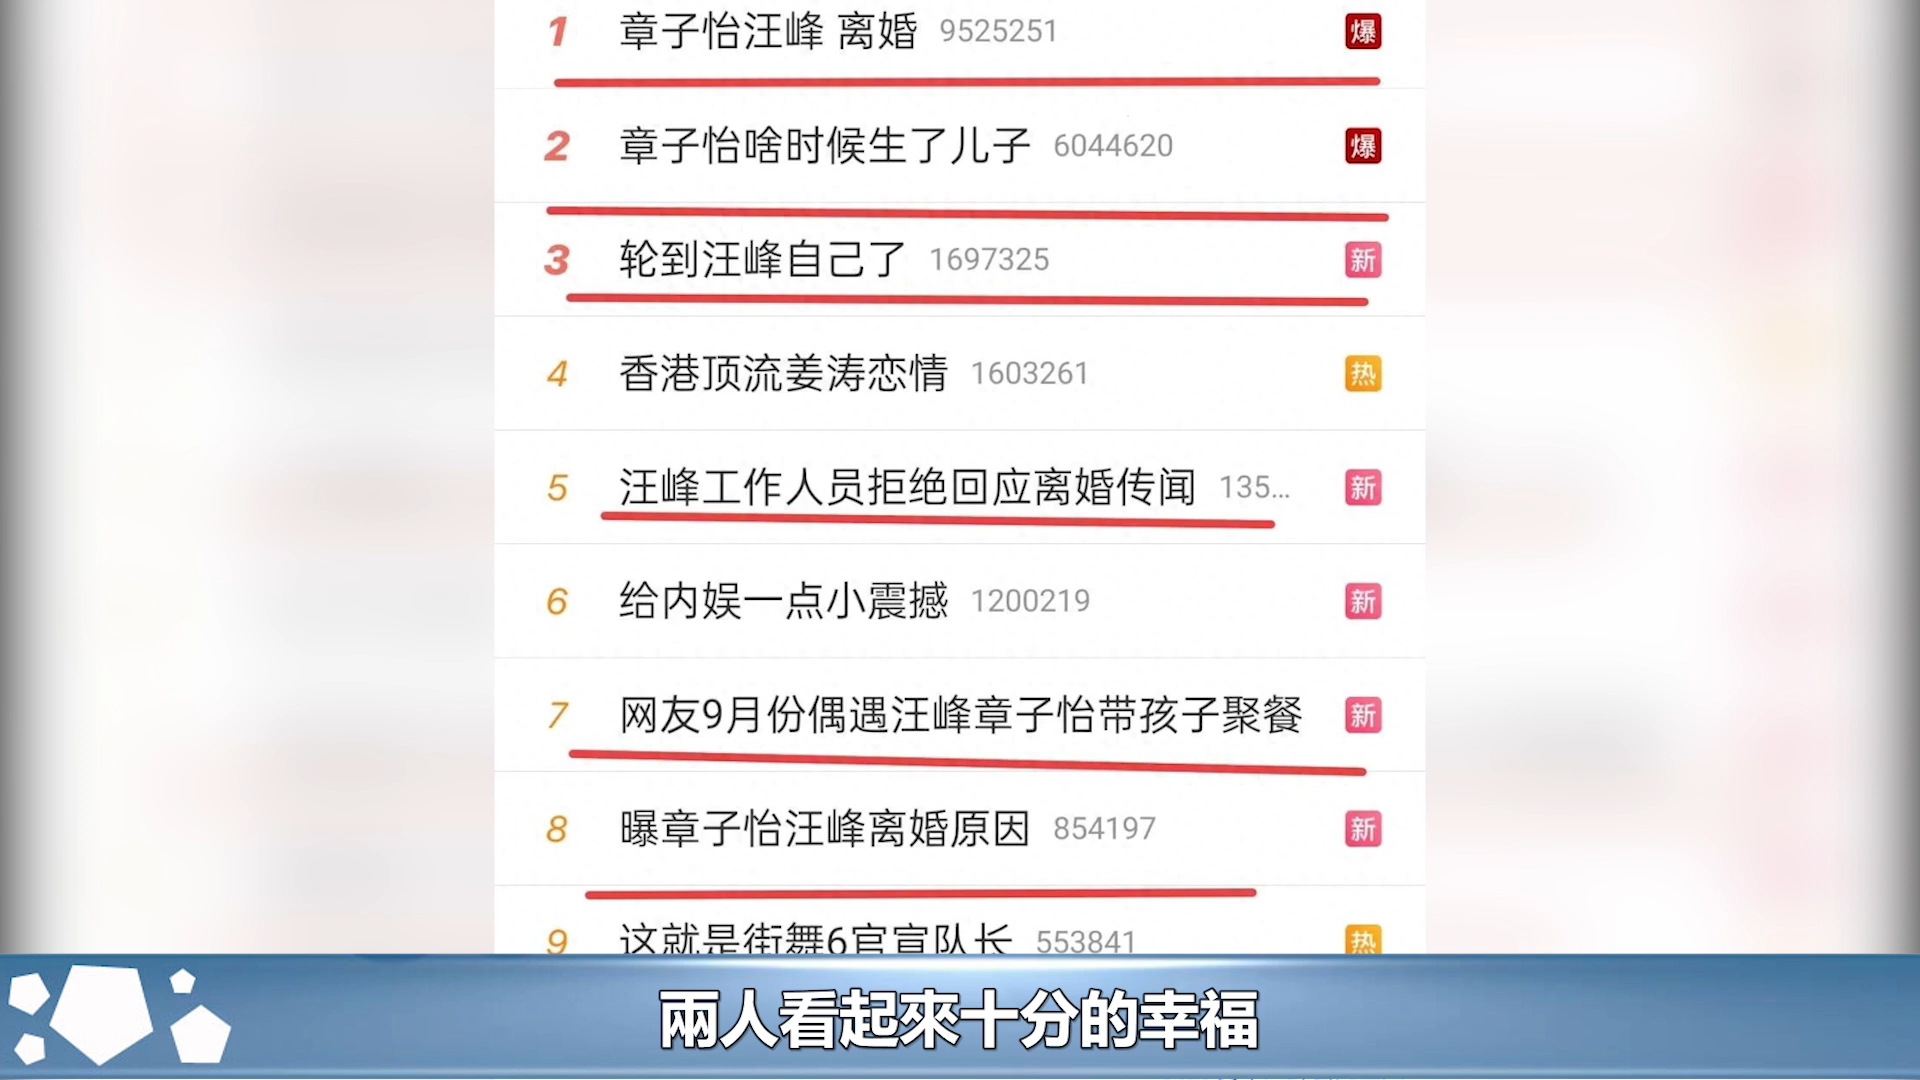 1 章子怡汪峰 离婚 9525251 爆
2 章子怡啥时候生了儿子 6044620 爆
3 轮到汪峰自己了 1697325 新
4 香港顶流姜涛恋情 1603261 热
5 汪峰工作人员拒绝回应离婚传闻 135... 新
6 给内娱一点小震撼 1200219 新
7 网友9月份偶遇汪峰章子怡带孩子聚餐 新
8 曝章子怡汪峰离婚原因 854197 新
9 这就是街舞6官宣队长 553841 热
兩人看起來十分的幸福